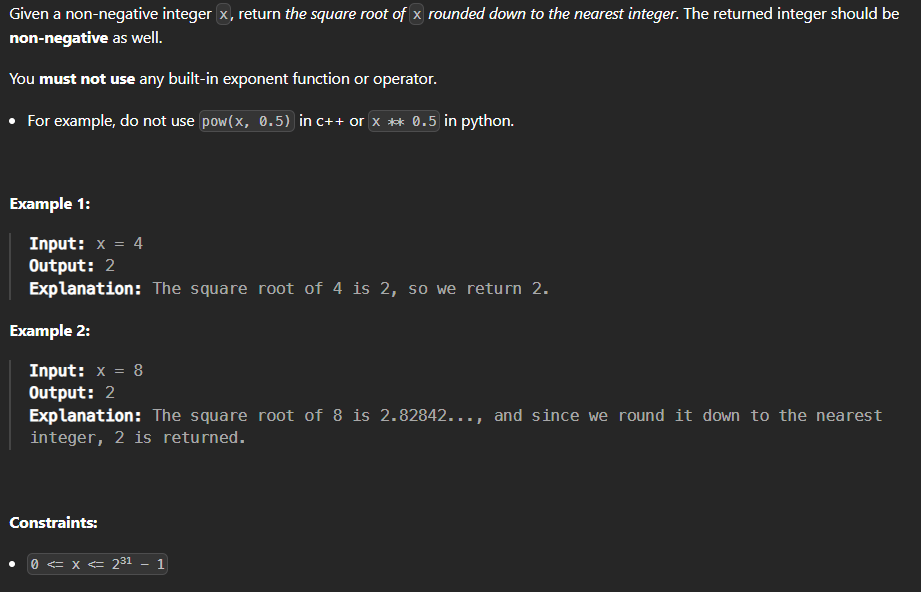 Given a non-negative integer x, return the square root of x rounded down to the nearest integer. The returned integer should be
non-negative as well.
You must not use any built-in exponent function or operator.
• For example, do not use pow(x, 0.5) in c++ or x ** 0.5 in python.
Example 1:
Input: x = 4
Output: 2
Explanation: The square root of 4 is 2, so we return 2.
Example 2:
Input: x = 8
Output: 2
Explanation: The square root of 8 is 2.82842..., and since we round it down to the nearest
integer, 2 is returned.
Constraints:
• 0 <= x <= 2³¹ - 1